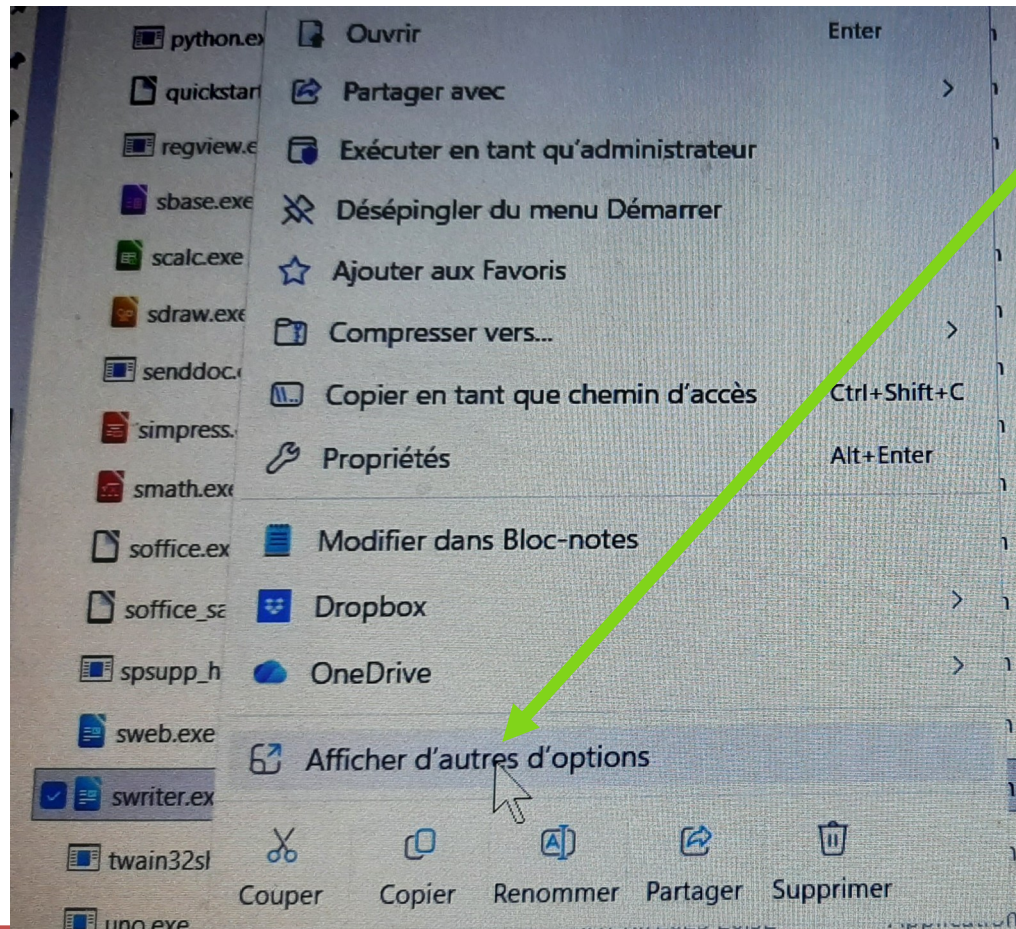 python.ex
Ouvrir Enter
quickstart
Partager avec
regview.e
Exécuter en tant qu'administrateur
sbase.exe
Désépingler du menu Démarrer
scalc.exe
Ajouter aux Favoris
sdraw.exe
Compresser vers...
senddoc.
Copier en tant que chemin d'accès Ctrl+Shift+C
simpress.
Propriétés Alt+Enter
smath.exe
soffice.ex
Modifier dans Bloc-notes
soffice_sa
Dropbox
spsupp_h
OneDrive
sweb.exe
Afficher d'autres d'options
swriter.ex
twain32sl
Couper Copier Renommer Partager Supprimer
uno.exe